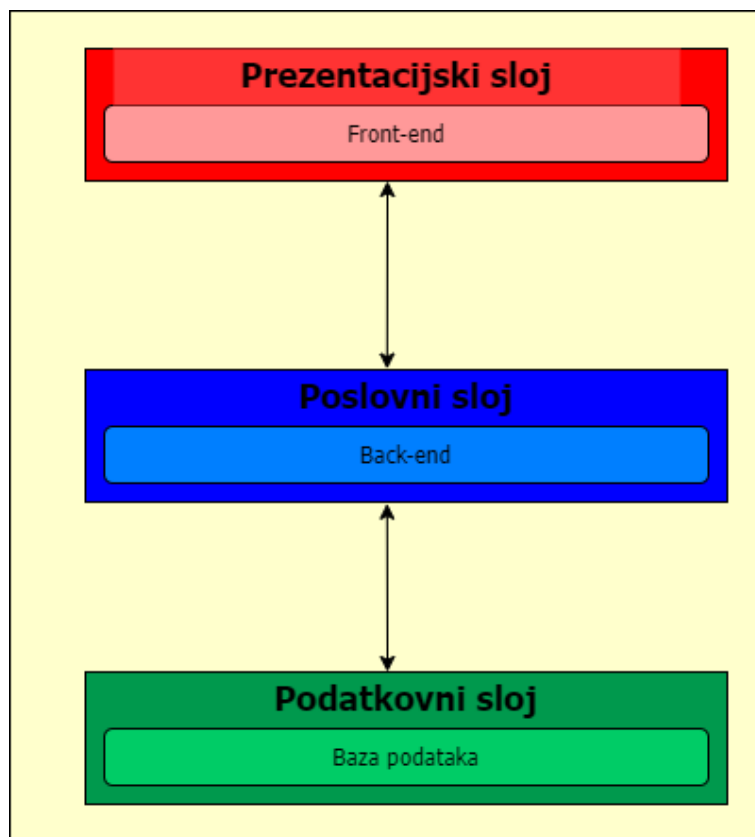 Prezentacijski sloj
Front-end
Poslovni sloj
Back-end
Podatkovni sloj
Baza podataka